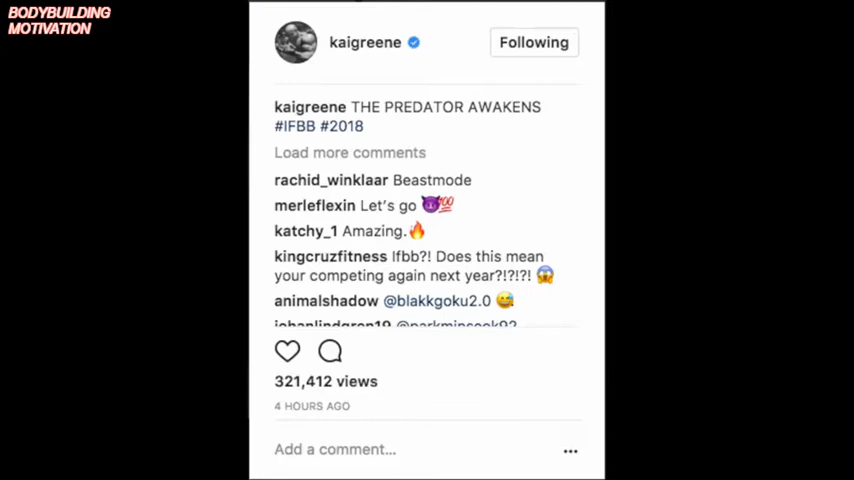 BODYBUILDING
MOTIVATION
kaigreene
Following
kaigreene THE PREDATOR AWAKENS
#IFBB #2018
Load more comments
rachid_winklaar Beastmode
merleflexin Let's go 😈💯
katchy_1 Amazing.🔥
kingcruzfitness Ifbb?! Does this mean
your competing again next year?!?!?! 😱
animalshadow @blakkgoku2.0 😅
johanlindgren19 @parkminsook92
321,412 views
4 HOURS AGO
Add a comment...